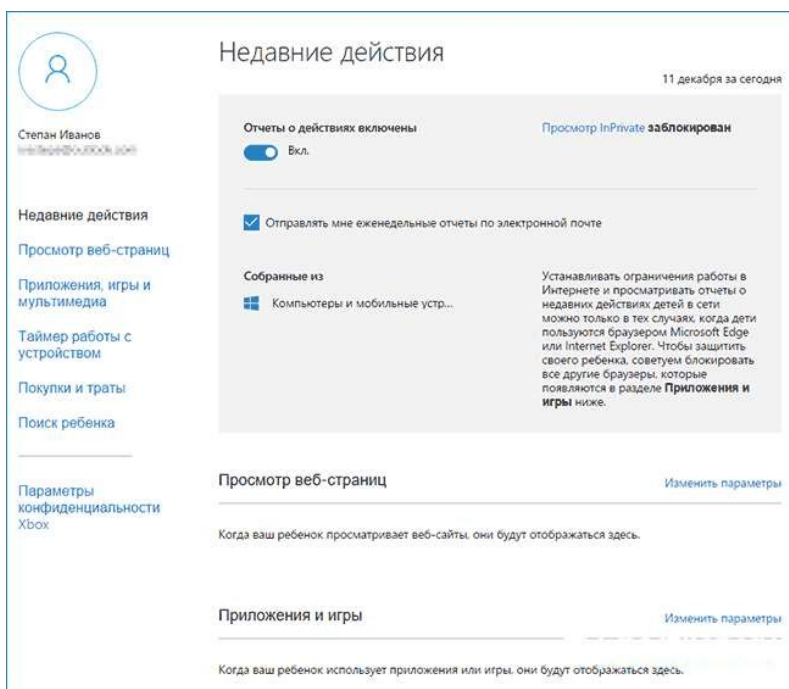 Недавние действия
11 декабря за сегодня
Степан Иванов
Недавние действия
Просмотр веб-страниц
Приложения, игры и
мультимедиа
Таймер работы с
устройством
Покупки и траты
Поиск ребенка
Параметры
конфиденциальности
Xbox
Отчеты о действиях включены
Вкл.
Просмотр InPrivate заблокирован
Отправлять мне еженедельные отчеты по электронной почте
Собранные из
Компьютеры и мобильные устр...
Устанавливать ограничения работы в
Интернете и просматривать отчеты о
недавних действиях детей в сети
можно только в тех случаях, когда дети
пользуются браузером Microsoft Edge
или Internet Explorer. Чтобы защитить
своего ребенка, советуем блокировать
все другие браузеры, которые
появляются в разделе Приложения и
игры ниже.
Просмотр веб-страниц
Изменить параметры
Когда ваш ребенок просматривает веб-сайты, они будут отображаться здесь.
Приложения и игры
Изменить параметры
Когда ваш ребенок использует приложения или игры, они будут отображаться здесь.